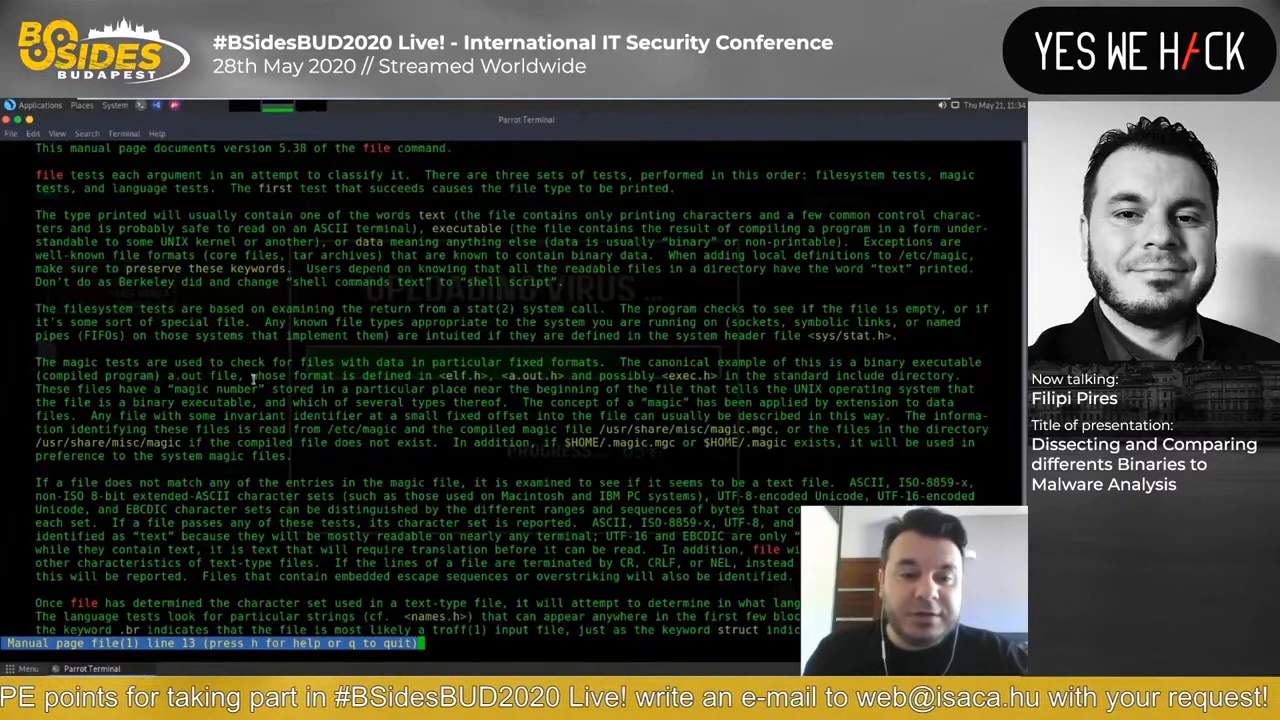 BSIDES
BUDAPEST
#BSidesBUD2020 Live! - International IT Security Conference
28th May 2020 // Streamed Worldwide
YES WE H/CK
Applications Places System Thu May 21, 11:34
Parrot Terminal
File Edit View Search Terminal Help
This manual page documents version 5.38 of the file command.
file tests each argument in an attempt to classify it. There are three sets of tests, performed in this order: filesystem tests, magic
tests, and language tests. The first test that succeeds causes the file type to be printed.
The type printed will usually contain one of the words text (the file contains only printing characters and a few common control charac-
ters and is probably safe to read on an ASCII terminal), executable (the file contains the result of compiling a program in a form under-
standable to some UNIX kernel or another), or data meaning anything else (data is usually “binary” or non-printable). Exceptions are
well-known file formats (core files, tar archives) that are known to contain binary data. When adding local definitions to /etc/magic,
make sure to preserve these keywords. Users depend on knowing that all the readable files in a directory have the word “text” printed.
Don't do as Berkeley did and change “shell commands text” to “shell script”.
The filesystem tests are based on examining the return from a stat(2) system call. The program checks to see if the file is empty, or if
it's some sort of special file. Any known file types appropriate to the system you are running on (sockets, symbolic links, or named
pipes (FIFOs) on those systems that implement them) are intuited if they are defined in the system header file <sys/stat.h>.
The magic tests are used to check for files with data in particular fixed formats. The canonical example of this is a binary executable
(compiled program) a.out file, whose format is defined in <elf.h>, <a.out.h> and possibly <exec.h> in the standard include directory.
These files have a “magic number” stored in a particular place near the beginning of the file that tells the UNIX operating system that
the file is a binary executable, and which of several types thereof. The concept of a “magic” has been applied by extension to data
files. Any file with some invariant identifier at a small fixed offset into the file can usually be described in this way. The informa-
tion identifying these files is read from /etc/magic and the compiled magic file /usr/share/misc/magic.mgc, or the files in the directory
/usr/share/misc/magic if the compiled file does not exist. In addition, if $HOME/.magic.mgc or $HOME/.magic exists, it will be used in
preference to the system magic files.
If a file does not match any of the entries in the magic file, it is examined to see if it seems to be a text file. ASCII, ISO-8859-x,
non-ISO 8-bit extended-ASCII character sets (such as those used on Macintosh and IBM PC systems), UTF-8-encoded Unicode, UTF-16-encoded
Unicode, and EBCDIC character sets can be distinguished by the different ranges and sequences of bytes that co
each set. If a file passes any of these tests, its character set is reported. ASCII, ISO-8859-x, UTF-8, and
identified as “text” because they will be mostly readable on nearly any terminal; UTF-16 and EBCDIC are only “
while they contain text, it is text that will require translation before it can be read. In addition, file wi
other characteristics of text-type files. If the lines of a file are terminated by CR, CRLF, or NEL, instead
this will be reported. Files that contain embedded escape sequences or overstriking will also be identified.
Once file has determined the character set used in a text-type file, it will attempt to determine in what lang
The language tests look for particular strings (cf. <names.h>) that can appear anywhere in the first few bloc
the keyword .br indicates that the file is most likely a troff(1) input file, just as the keyword struct indic
Manual page file(1) line 13 (press h for help or q to quit)
Menu Parrot Terminal
UPLOADING VIRUS ...
Now talking:
Filipi Pires
Title of presentation:
Dissecting and Comparing
differents Binaries to
Malware Analysis
PE points for taking part in #BSidesBUD2020 Live! write an e-mail to web@isaca.hu with your request!